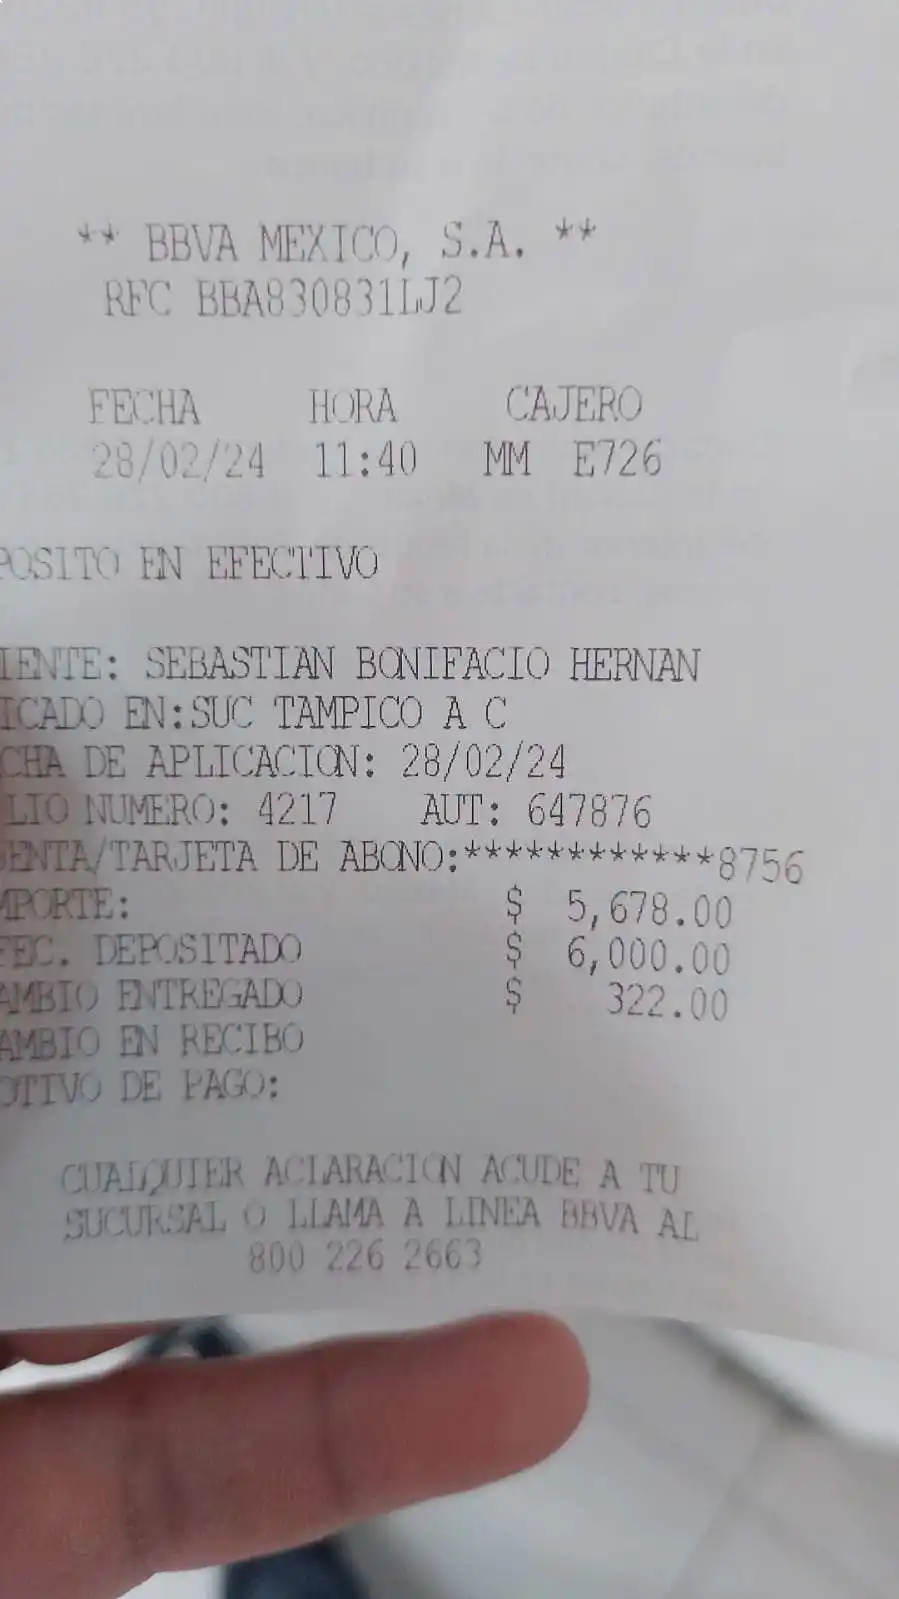 ** BBVA MEXICO, S.A. **
RFC BBA830831LJ2
FECHA HORA CAJERO
28/02/24 11:40 MM E726
POSITO EN EFECTIVO
IENTE: SEBASTIAN BONIFACIO HERNAN
ICADO EN:SUC TAMPICO A C
CHA DE APLICACION: 28/02/24
LIO NUMERO: 4217 AUT: 647876
ENTA/TARJETA DE ABONO:************8756
MPORTE: $ 5,678.00
FEC. DEPOSITADO $ 6,000.00
AMBIO ENTREGADO $ 322.00
AMBIO EN RECIBO
OTIVO DE PAGO:
CUALQUIER ACLARACION ACUDE A TU
SUCURSAL O LLAMA A LINEA BBVA AL
800 226 2663